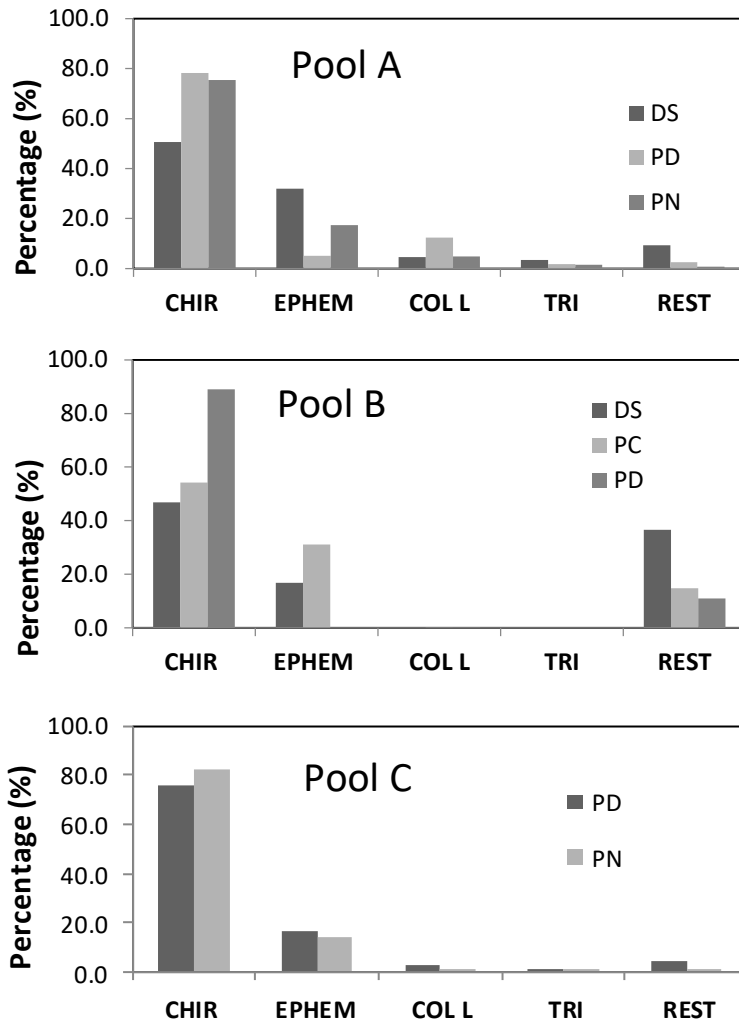 100.0
80.0
60.0
40.0
20.0
0.0
Percentage (%)
Pool A
DS
PD
PN
CHIR EPHEM COL L TRI REST
100.0
80.0
60.0
40.0
20.0
0.0
Percentage (%)
Pool B
DS
PC
PD
CHIR EPHEM COL L TRI REST
100.0
80.0
60.0
40.0
20.0
0.0
Percentage (%)
Pool C
PD
PN
CHIR EPHEM COL L TRI REST